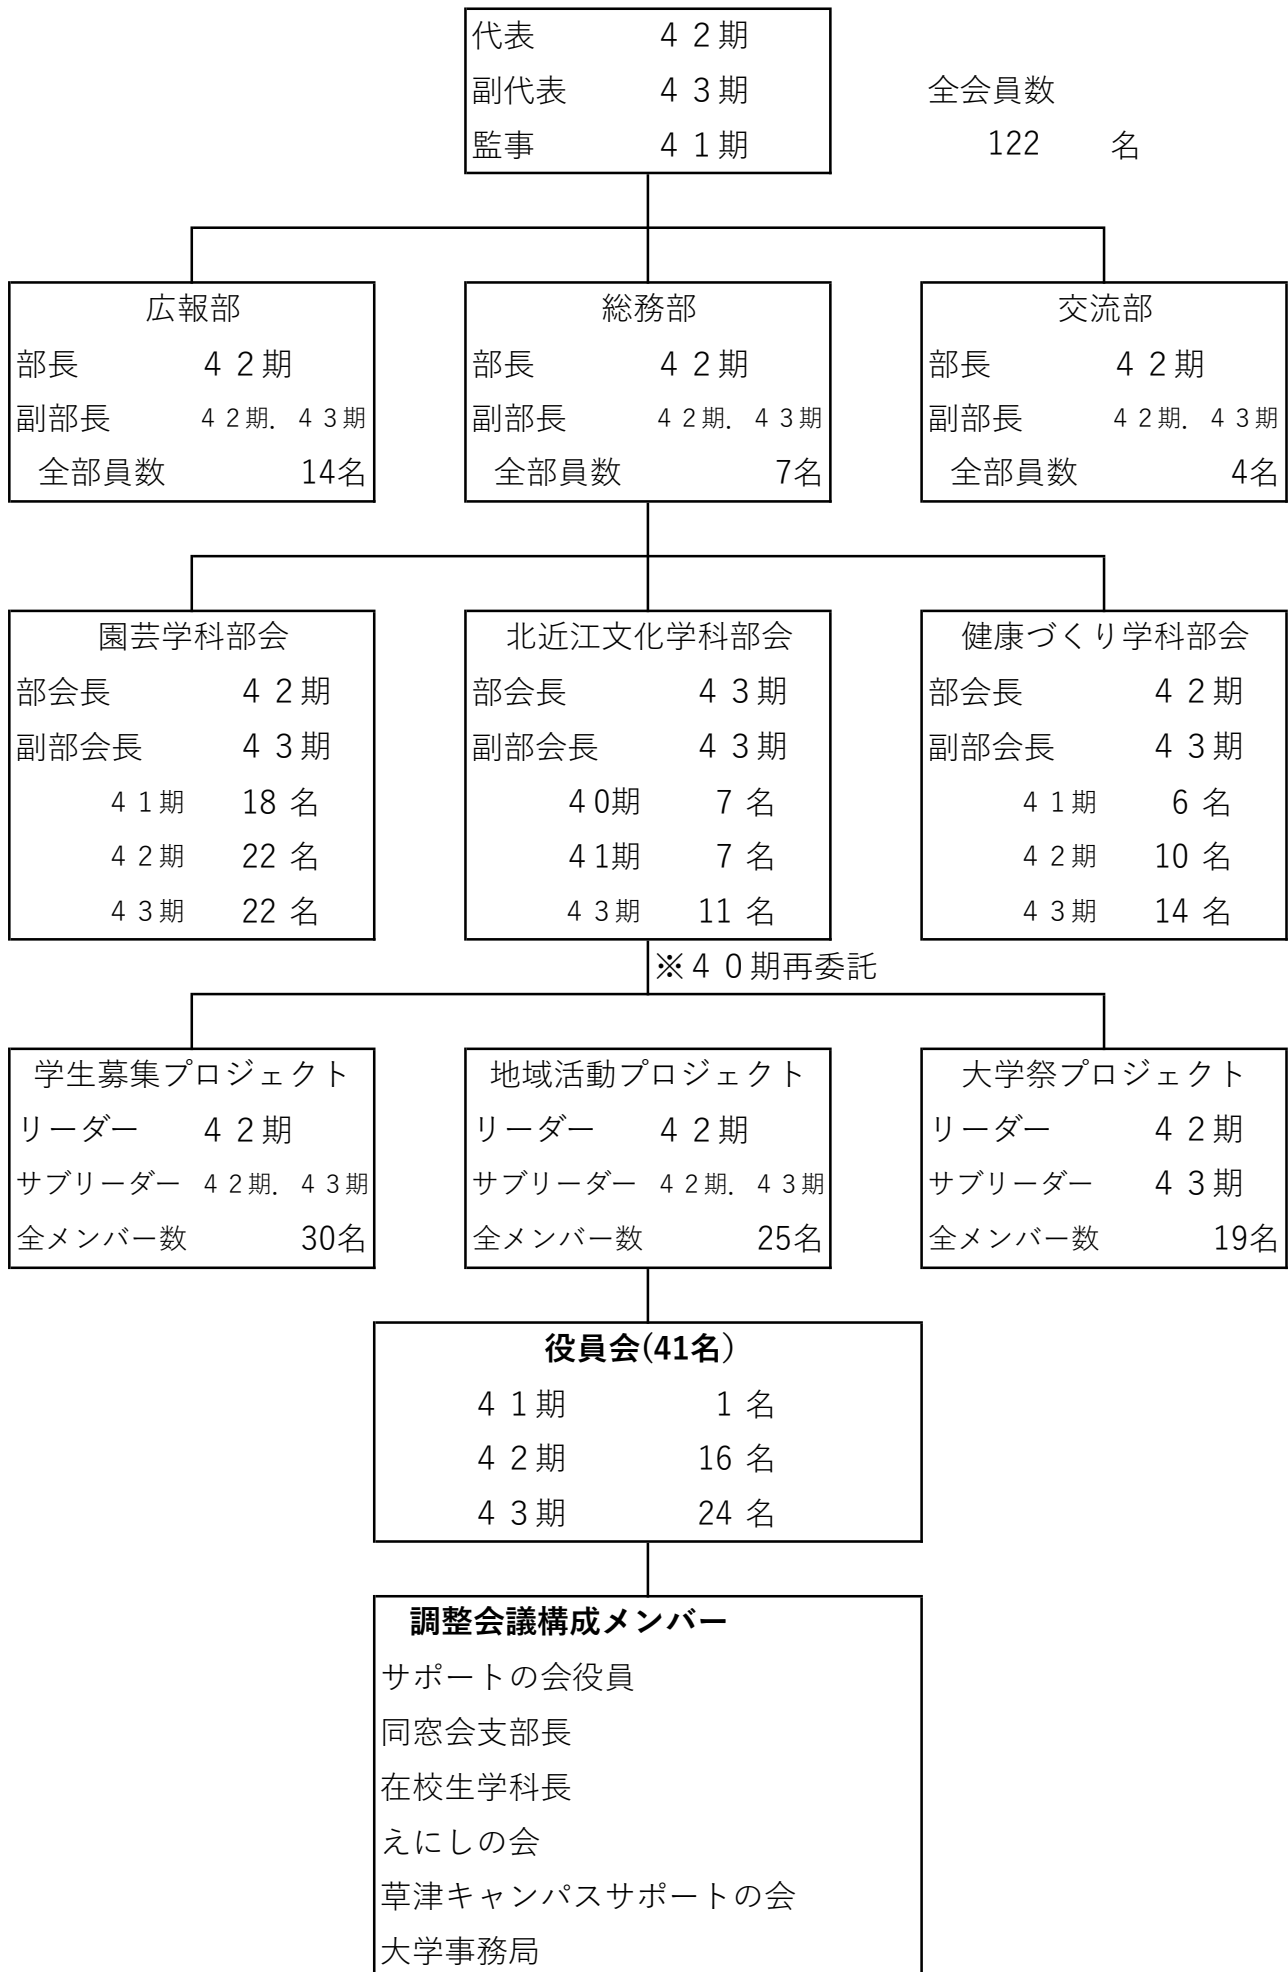 代表 ４２期
副代表 ４３期
監事 ４１期
全会員数
122 名
広報部
部長 ４２期
副部長 ４２期．４３期
全部員数 14名
総務部
部長 ４２期
副部長 ４２期．４３期
全部員数 7名
交流部
部長 ４２期
副部長 ４２期．４３期
全部員数 4名
園芸学科部会
部会長 ４２期
副部会長 ４３期
４１期 18 名
４２期 22 名
４３期 22 名
北近江文化学科部会
部会長 ４３期
副部会長 ４３期
４0期 7 名
４1期 7 名
４３期 11 名
健康づくり学科部会
部会長 ４２期
副部会長 ４３期
４１期 6 名
４２期 10 名
４３期 14 名
※４０期再委託
学生募集プロジェクト
リーダー ４２期
サブリーダー ４２期．４３期
全メンバー数 30名
地域活動プロジェクト
リーダー ４２期
サブリーダー ４２期．４３期
全メンバー数 25名
大学祭プロジェクト
リーダー ４２期
サブリーダー ４３期
全メンバー数 19名
役員会(41名）
４１期 1 名
４２期 16 名
４３期 24 名
調整会議構成メンバー
サポートの会役員
同窓会支部長
在校生学科長
えにしの会
草津キャンパスサポートの会
大学事務局